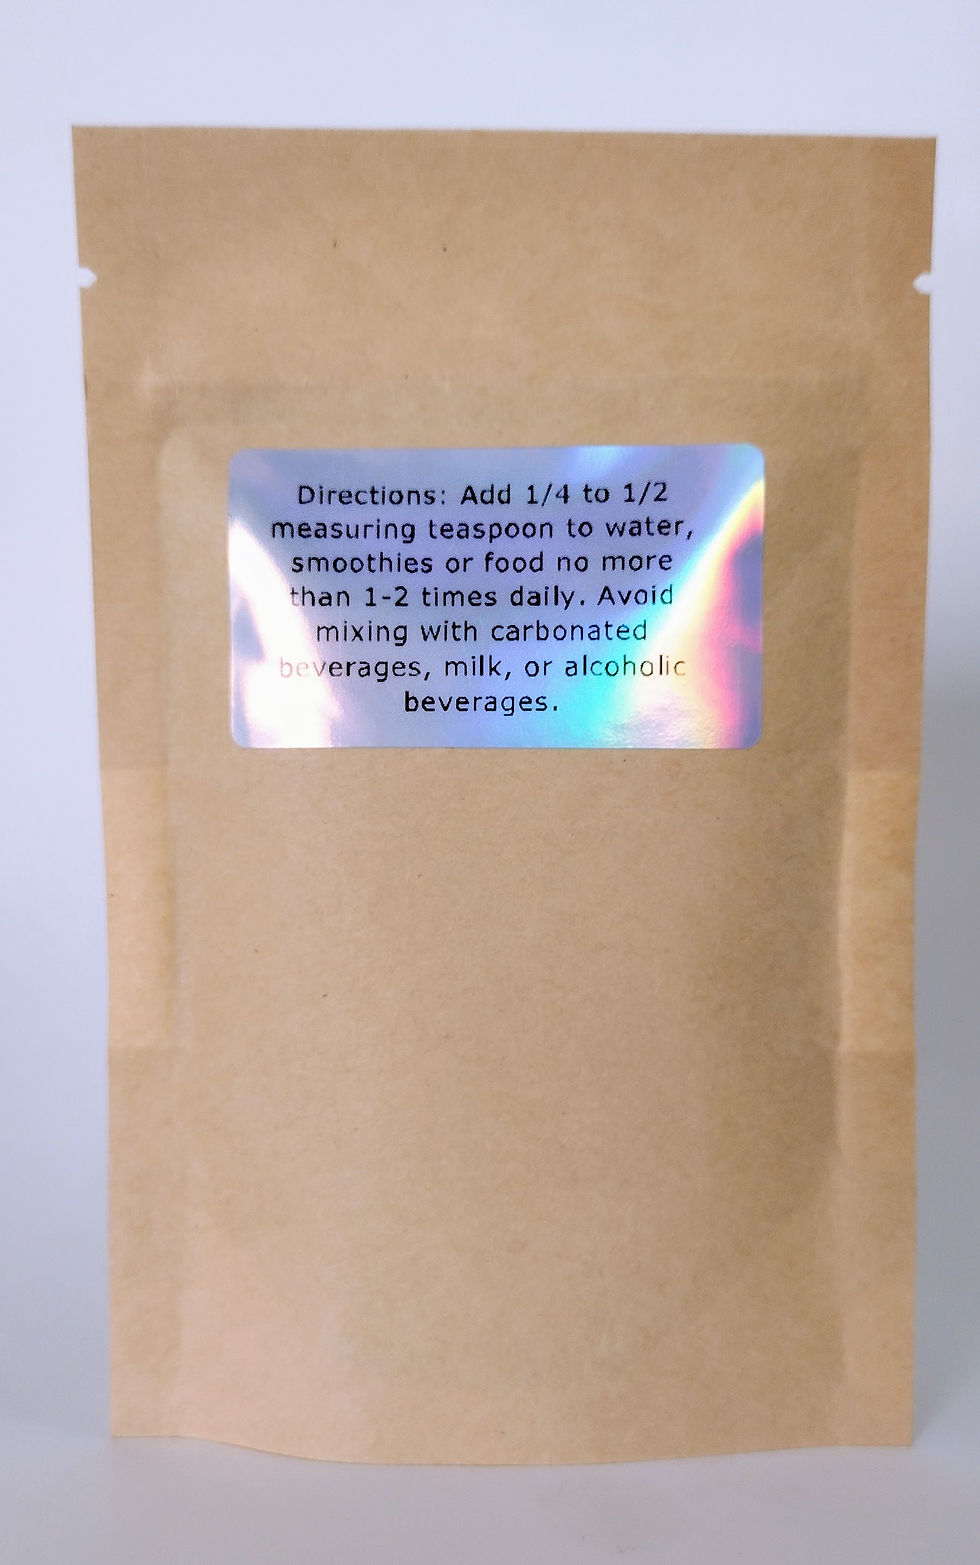 Directions: Add 1/4 to 1/2
measuring teaspoon to water,
smoothies or food no more
than 1-2 times daily. Avoid
mixing with carbonated
beverages, milk, or alcoholic
beverages.